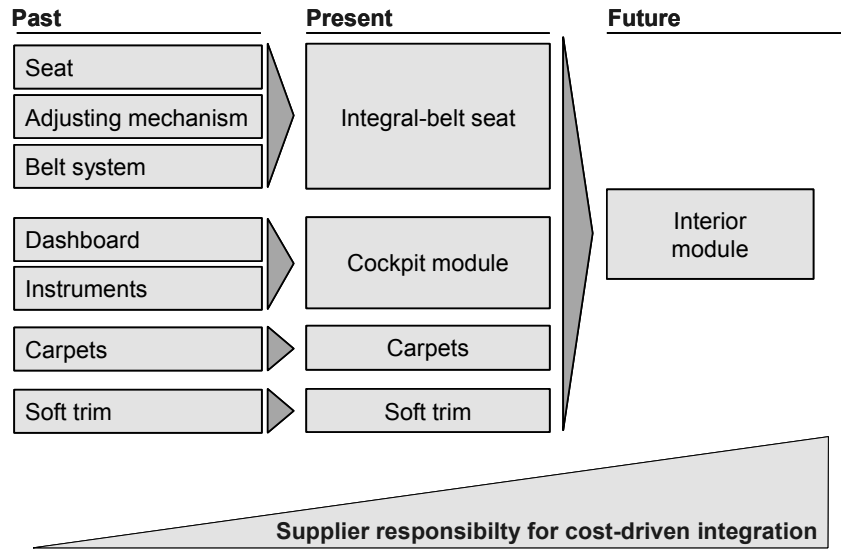 Past
Present
Future
Seat
Adjusting mechanism
Belt system
Integral-belt seat
Dashboard
Instruments
Cockpit module
Carpets
Carpets
Soft trim
Soft trim
Interior
module
Supplier responsibilty for cost-driven integration